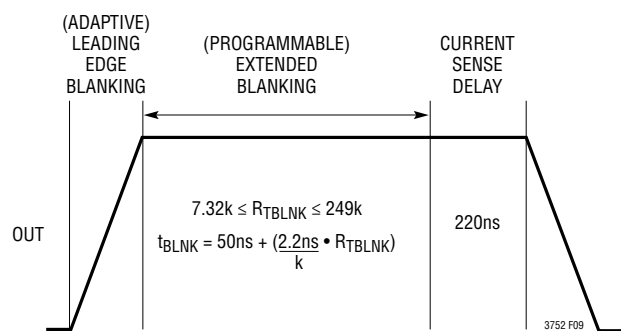 (ADAPTIVE)
LEADING
EDGE
BLANKING
(PROGRAMMABLE)
EXTENDED
BLANKING
CURRENT
SENSE
DELAY
7.32k ≤ RTBLNK ≤ 249k
tBLNK = 50ns + (2.2ns/k • RTBLNK)
220ns
OUT
3752 F09